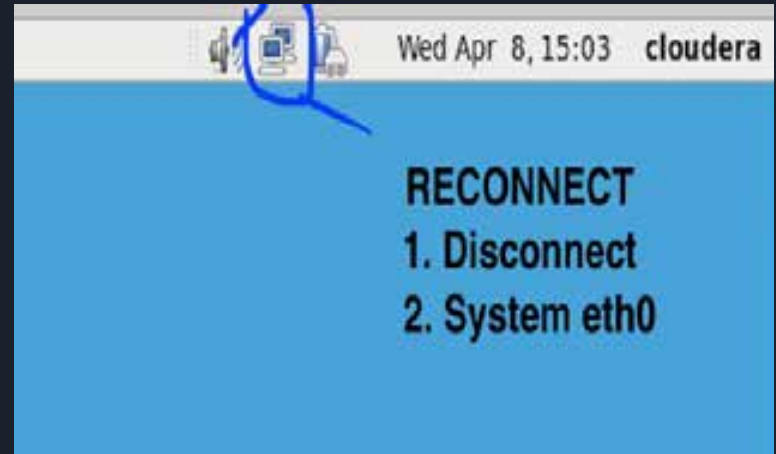 Wed Apr 8, 15:03 cloudera
RECONNECT
1. Disconnect
2. System eth0